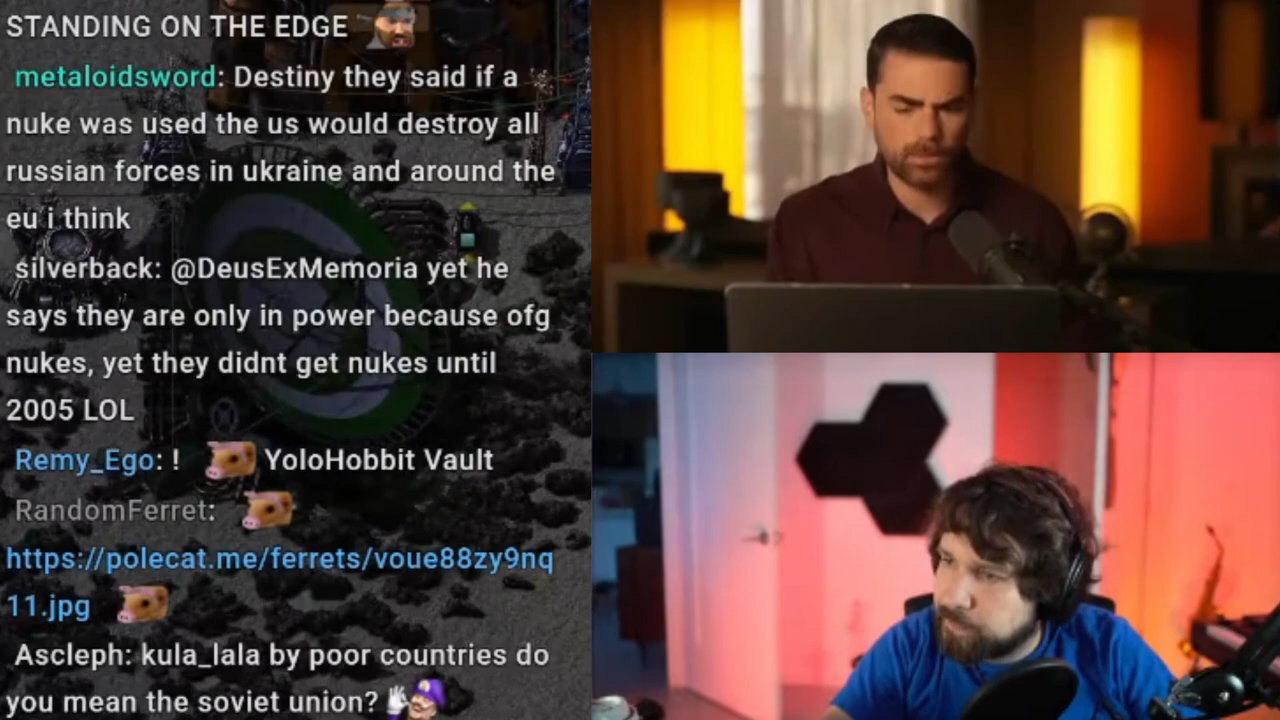 STANDING ON THE EDGE
metaloidsword: Destiny they said if a
nuke was used the us would destroy all
russian forces in ukraine and around the
eu i think
silverback: @DeusExMemoria yet he
says they are only in power because ofg
nukes, yet they didnt get nukes until
2005 LOL
Remy_Ego: ! YoloHobbit Vault
RandomFerret:
https://polecat.me/ferrets/voue88zy9nq
11.jpg
Ascleph: kula_lala by poor countries do
you mean the soviet union?